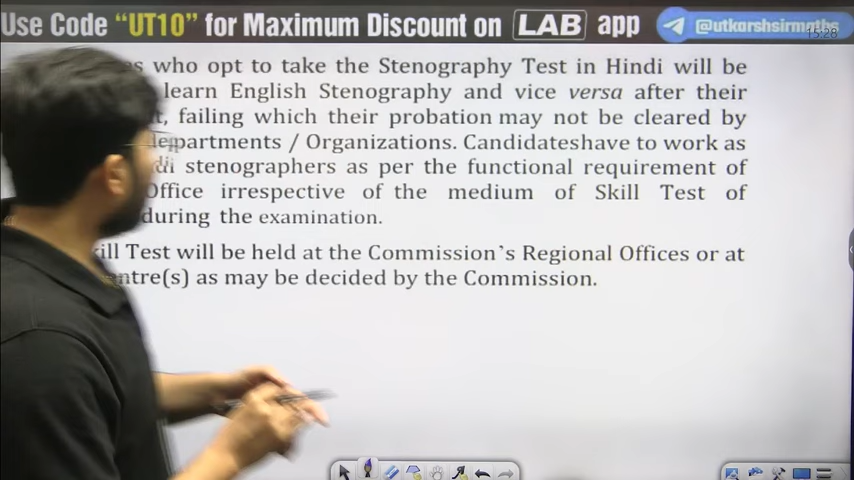 Use Code “UT10” for Maximum Discount on LAB app @utkarshsirmaths
15:28
who opt to take the Stenography Test in Hindi will be
learn English Stenography and vice versa after their
failing which their probation may not be cleared by
departments / Organizations. Candidateshave to work as
stenographers as per the functional requirement of
Office irrespective of the medium of Skill Test of
during the examination.
Test will be held at the Commission’s Regional Offices or at
as may be decided by the Commission.